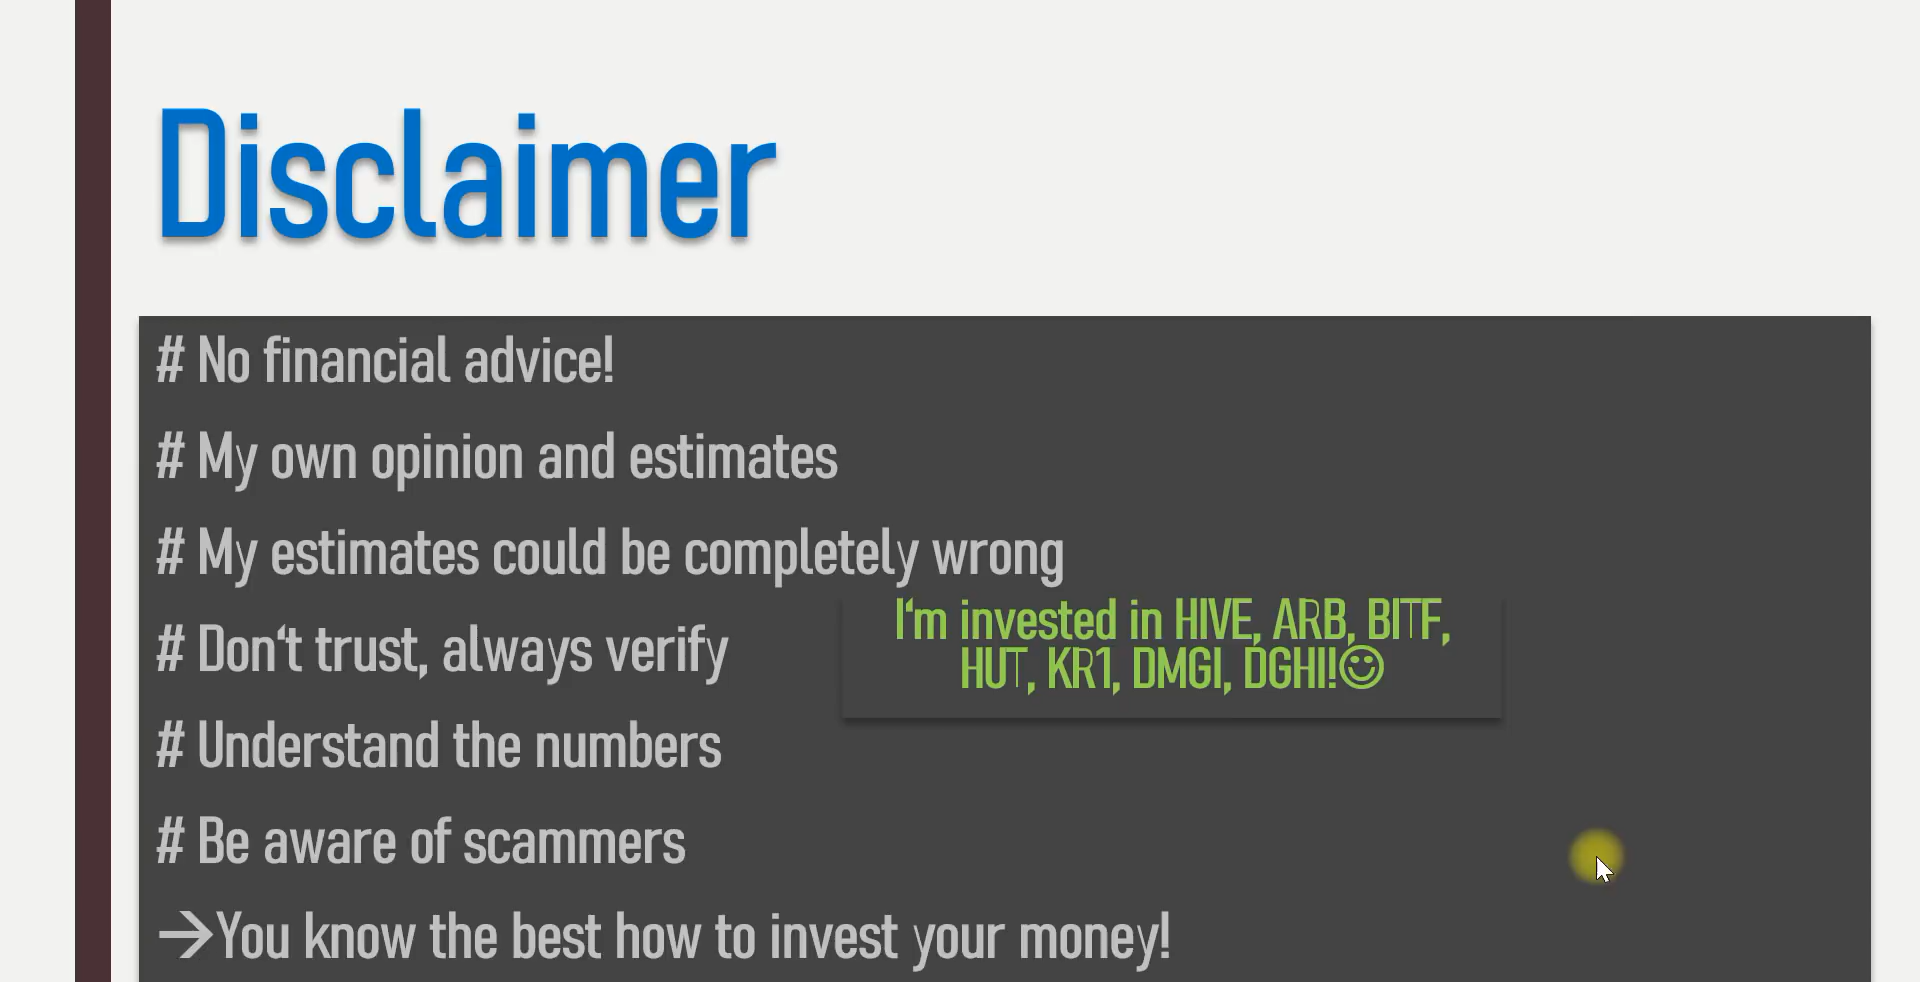 Disclaimer
# No financial advice!
# My own opinion and estimates
# My estimates could be completely wrong
# Don‘t trust, always verify
I‘m invested in HIVE, ARB, BITF,
HUT, KR1, DMGI, DGHI!☺
# Understand the numbers
# Be aware of scammers
→You know the best how to invest your money!